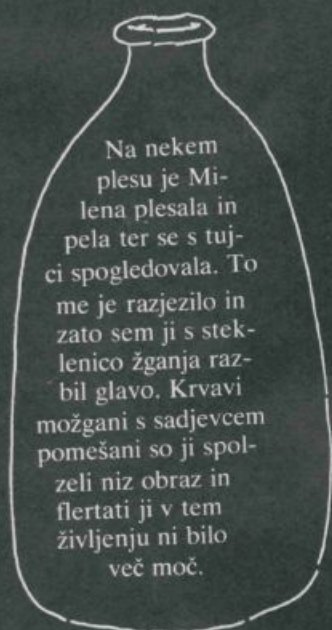 Na nekem
plesu je Mi-
lena plesala in
pela ter se s tuj-
ci spogledovala. To
me je razjezilo in
zato sem ji s stek-
lenico žganja raz-
bil glavo. Krvavi
možgani s sadjevcem
pomešani so ji spol-
zeli niz obraz in
flertati ji v tem
življenju ni bilo
več moč.